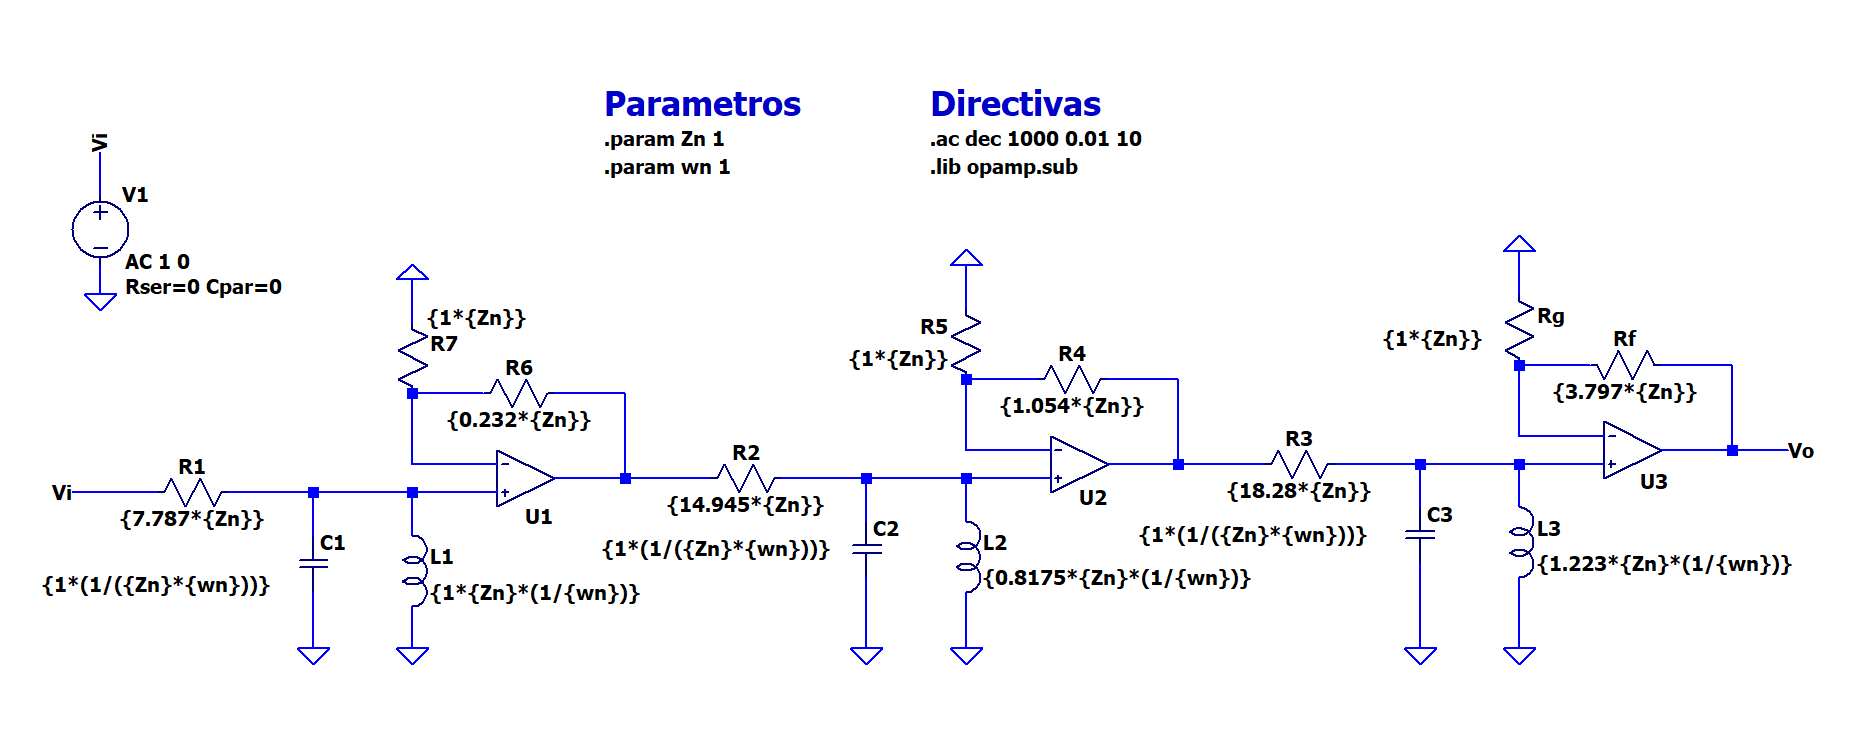 Parametros
.param Zn 1
.param wn 1
Directivas
.ac dec 1000 0.01 10
.lib opamp.sub
Vi
V1
AC 1 0
Rser=0 Cpar=0
{1*{Zn}}
R7
R6
{0.232*{Zn}}
Vi
R1
{7.787*{Zn}}
U1
C1
{1*(1/({Zn}*{wn}))}
L1
{1*{Zn}*(1/{wn})}
R5
{1*{Zn}}
R4
{1.054*{Zn}}
R2
{14.945*{Zn}}
U2
C2
{1*(1/({Zn}*{wn}))}
L2
{0.8175*{Zn}*(1/{wn})}
Rg
{1*{Zn}}
Rf
{3.797*{Zn}}
R3
{18.28*{Zn}}
U3
Vo
C3
{1*(1/({Zn}*{wn}))}
L3
{1.223*{Zn}*(1/{wn})}